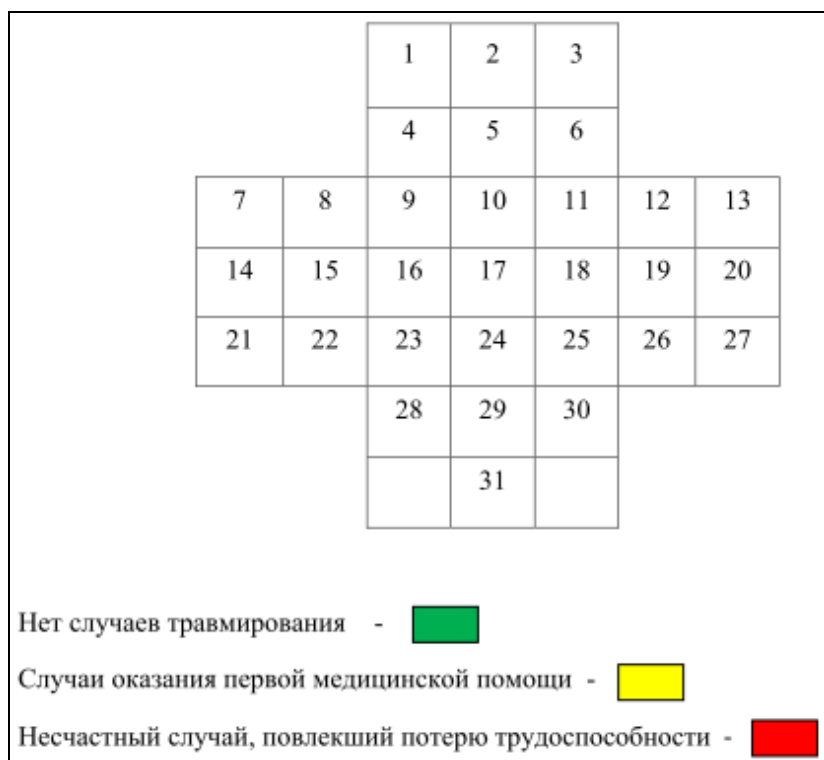 1 2 3
4 5 6
7 8 9 10 11 12 13
14 15 16 17 18 19 20
21 22 23 24 25 26 27
28 29 30
31
Нет случаев травмирования -
Случаи оказания первой медицинской помощи -
Несчастный случай, повлекший потерю трудоспособности -